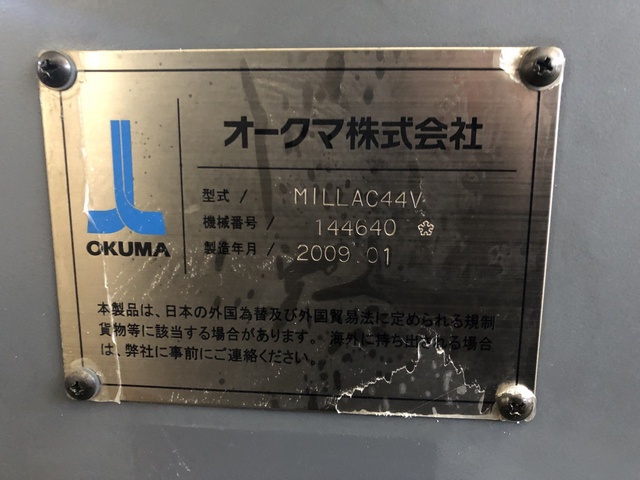 オークマ株式会社
型式 / MILLAC44V
機械番号 / 144640 *
製造年月 / 2009.01
OKUMA
本製品は、日本の外国為替及び外国貿易法に定められる規制
貨物等に該当する場合があります。 海外に持ち出される場合
は、弊社に事前にご連絡ください。